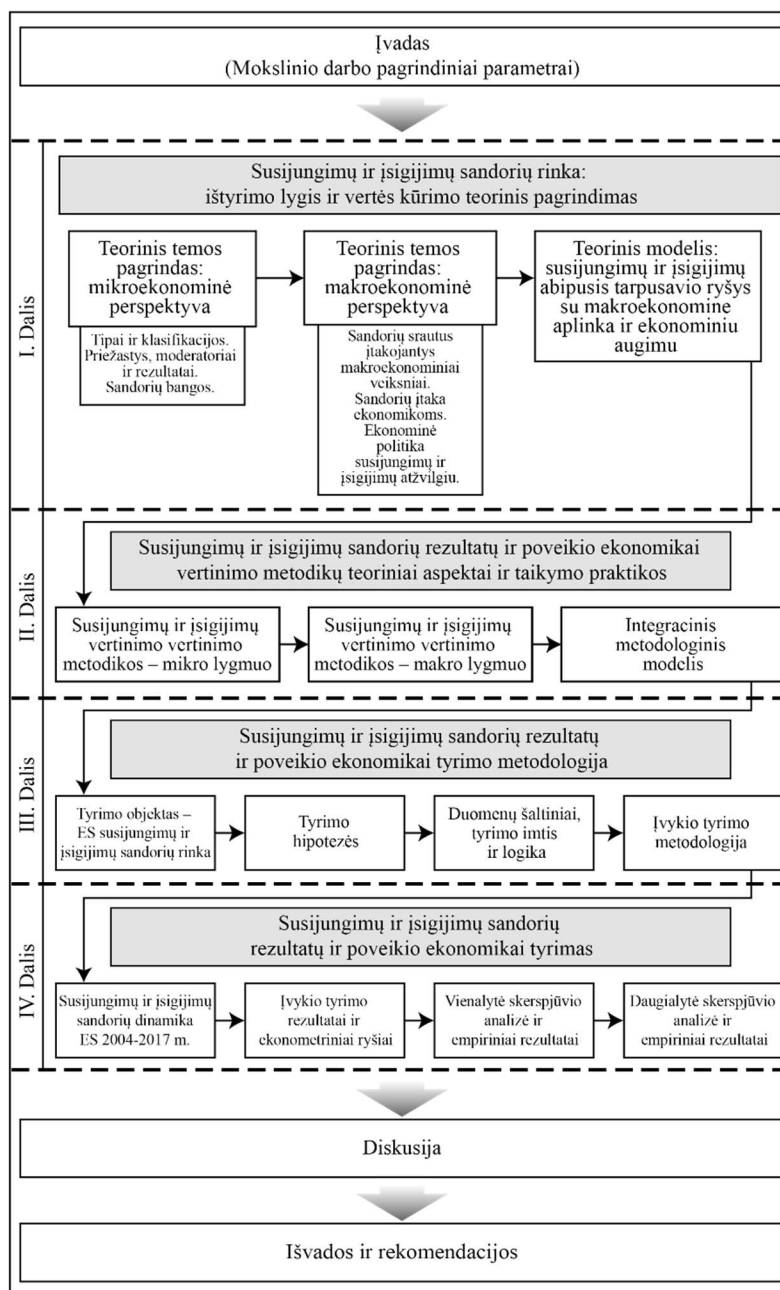 Įvadas
(Mokslinio darbo pagrindiniai parametrai)
I. Dalis
Susijungimų ir įsigijimų sandorių rinka:
ištyrimo lygis ir vertės kūrimo teorinis pagrindimas
Teorinis temos
pagrindas:
mikroekonominė
perspektyva
Tipai ir klasifikacijos.
Priežastys, moderatoriai
ir rezultatai.
Sandorių bangos.
Teorinis temos
pagrindas:
makroekonominė
perspektyva
Sandorių srautus
įtakojantys
makroekonominiai
veiksniai.
Sandorių įtaka
ekonomikoms.
Ekonominė
politika
susijungimų ir
įsigijimų atžvilgiu.
Teorinis modelis:
susijungimų ir įsigijimų
abipusis tarpusavio ryšys
su makroekonomine
aplinka ir ekonominiu
augimu
II. Dalis
Susijungimų ir įsigijimų sandorių rezultatų ir poveikio ekonomikai
vertinimo metodikų teoriniai aspektai ir taikymo praktikos
Susijungimų ir įsigijimų
vertinimo vertinimo
metodikos – mikro lygmuo
Susijungimų ir įsigijimų
vertinimo vertinimo
metodikos – makro lygmuo
Integracinis
metodologinis
modelis
III. Dalis
Susijungimų ir įsigijimų sandorių rezultatų
ir poveikio ekonomikai tyrimo metodologija
Tyrimo objektas –
ES susijungimų ir
įsigijimų sandorių rinka
Tyrimo
hipotezės
Duomenų šaltiniai,
tyrimo imtis
ir logika
Įvykio tyrimo
metodologija
IV. Dalis
Susijungimų ir įsigijimų sandorių
rezultatų ir poveikio ekonomikai tyrimas
Susijungimų ir įsigijimų
sandorių dinamika
ES 2004-2017 m.
Įvykio tyrimo
rezultatai ir
ekonometriniai ryšiai
Vienalytė skerspjūvio
analizė ir
empiriniai rezultatai
Daugialytė skerspjūvio
analizė ir
empiriniai rezultatai
Diskusija
Išvados ir rekomendacijos